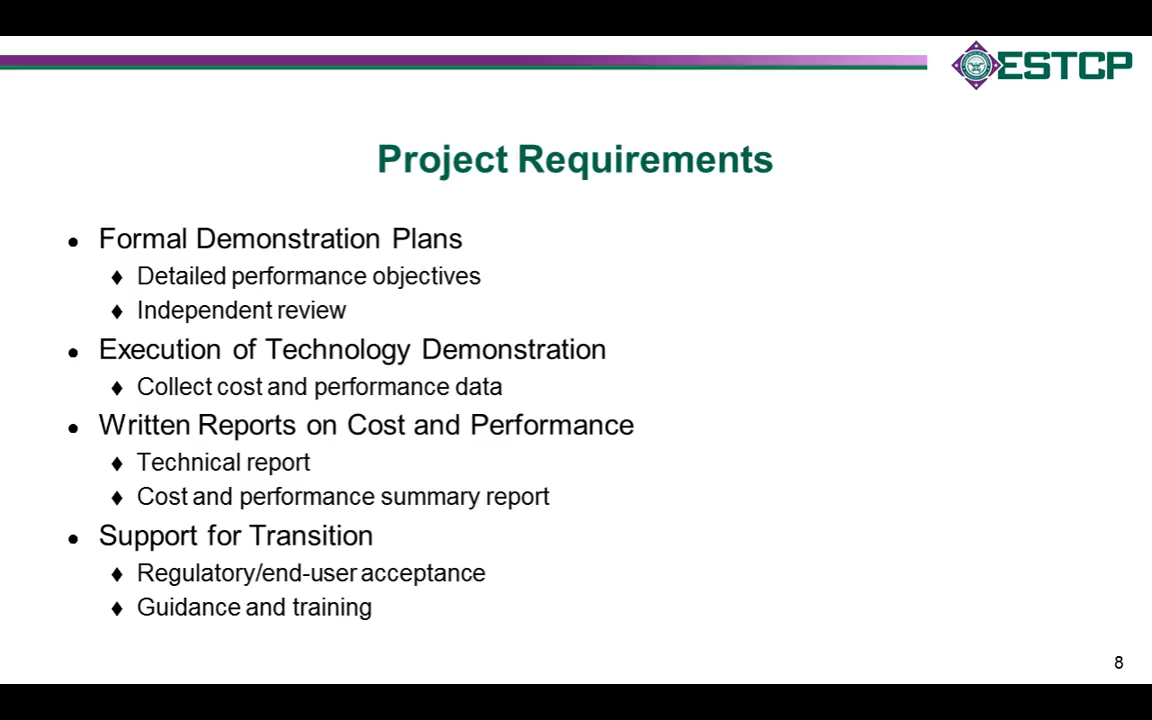 ESTCP
Project Requirements
● Formal Demonstration Plans
♦ Detailed performance objectives
♦ Independent review
● Execution of Technology Demonstration
♦ Collect cost and performance data
● Written Reports on Cost and Performance
♦ Technical report
♦ Cost and performance summary report
● Support for Transition
♦ Regulatory/end-user acceptance
♦ Guidance and training
8